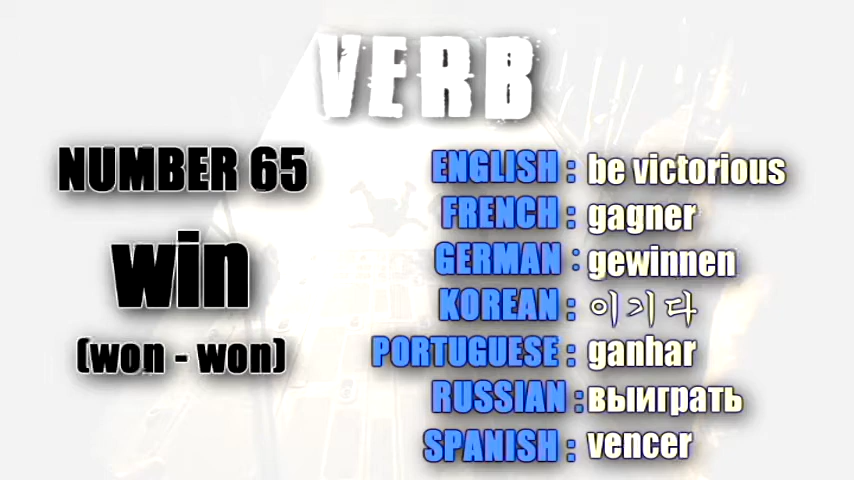 VERB
NUMBER 65
win
(won - won)
ENGLISH : be victorious
FRENCH : gagner
GERMAN : gewinnen
KOREAN : 이기다
PORTUGUESE : ganhar
RUSSIAN : выиграть
SPANISH : vencer